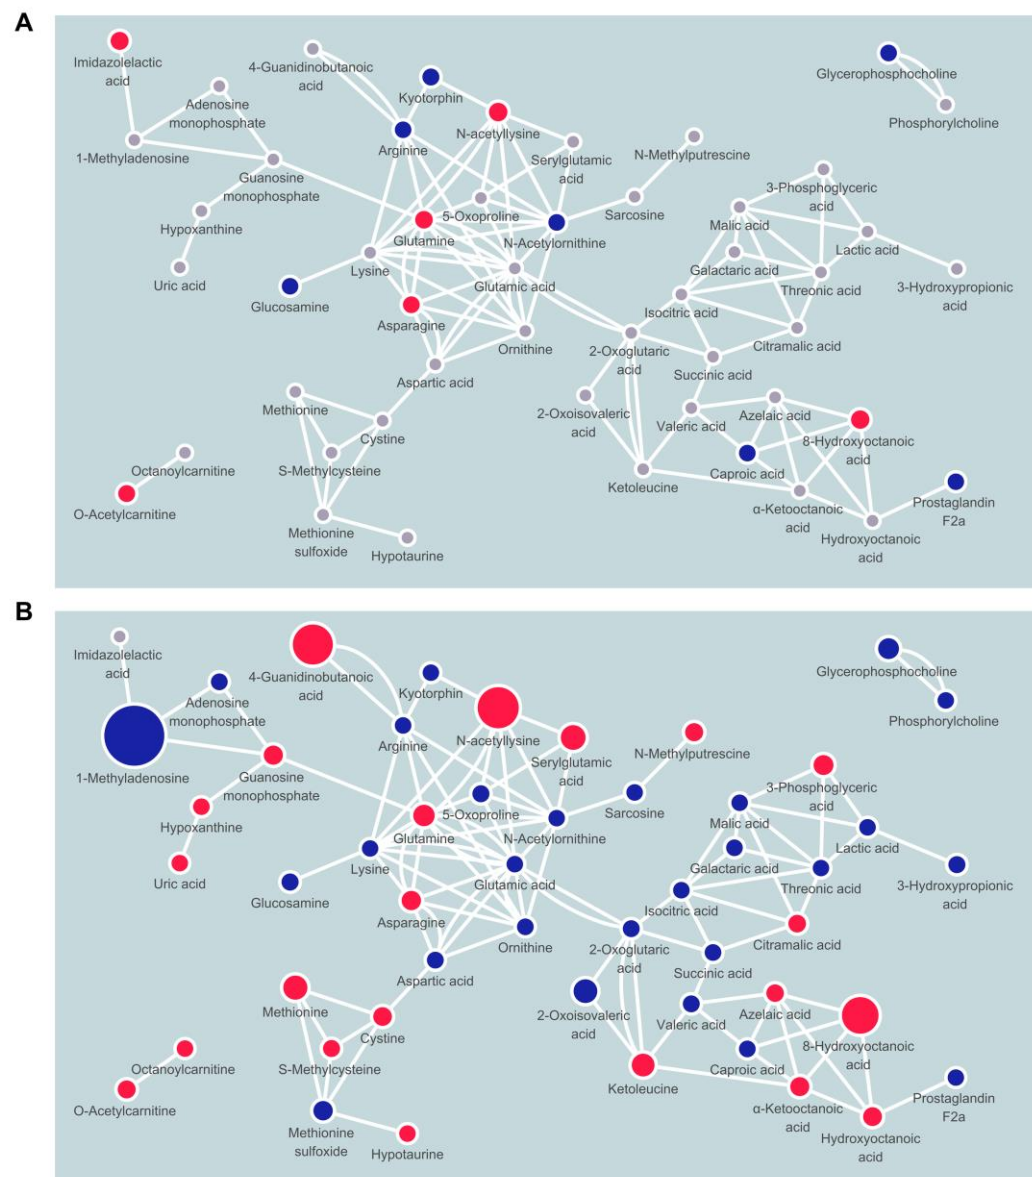 A
Imidazolelactic
acid
4-Guanidinobutanoic
acid
Kyotorphin
Glycerophosphocholine
Adenosine
monophosphate
N-acetyllysine
Phosphorylcholine
1-Methyladenosine
Arginine
Serylglutamic
acid
N-Methylputrescine
Guanosine
monophosphate
3-Phosphoglyceric
acid
Hypoxanthine
5-Oxoproline
Sarcosine
Malic acid
Glutamine
N-Acetylornithine
Lactic acid
Uric acid
Lysine
Glutamic acid
Galactaric acid
Threonic acid
3-Hydroxypropionic
acid
Glucosamine
Isocitric acid
Asparagine
Ornithine
2-Oxoglutaric
acid
Citramalic acid
Aspartic acid
Succinic acid
Methionine
2-Oxoisovaleric
acid
Valeric acid
Azelaic acid
Cystine
8-Hydroxyoctanoic
acid
Octanoylcarnitine
S-Methylcysteine
Caproic acid
O-Acetylcarnitine
Ketoleucine
α-Ketooctanoic
acid
Prostaglandin
F2a
Methionine
sulfoxide
Hypotaurine
Hydroxyoctanoic
acid
B
Imidazolelactic
acid
4-Guanidinobutanoic
acid
Kyotorphin
Glycerophosphocholine
Adenosine
monophosphate
N-acetyllysine
Phosphorylcholine
1-Methyladenosine
Arginine
Serylglutamic
acid
N-Methylputrescine
Guanosine
monophosphate
3-Phosphoglyceric
acid
Hypoxanthine
5-Oxoproline
Sarcosine
Malic acid
Glutamine
N-Acetylornithine
Lactic acid
Uric acid
Lysine
Glutamic acid
Galactaric acid
Threonic acid
3-Hydroxypropionic
acid
Glucosamine
Isocitric acid
Asparagine
Ornithine
2-Oxoglutaric
acid
Citramalic acid
Aspartic acid
Succinic acid
Methionine
2-Oxoisovaleric
acid
Valeric acid
Azelaic acid
Cystine
8-Hydroxyoctanoic
acid
Octanoylcarnitine
S-Methylcysteine
Caproic acid
O-Acetylcarnitine
Ketoleucine
α-Ketooctanoic
acid
Prostaglandin
F2a
Methionine
sulfoxide
Hypotaurine
Hydroxyoctanoic
acid